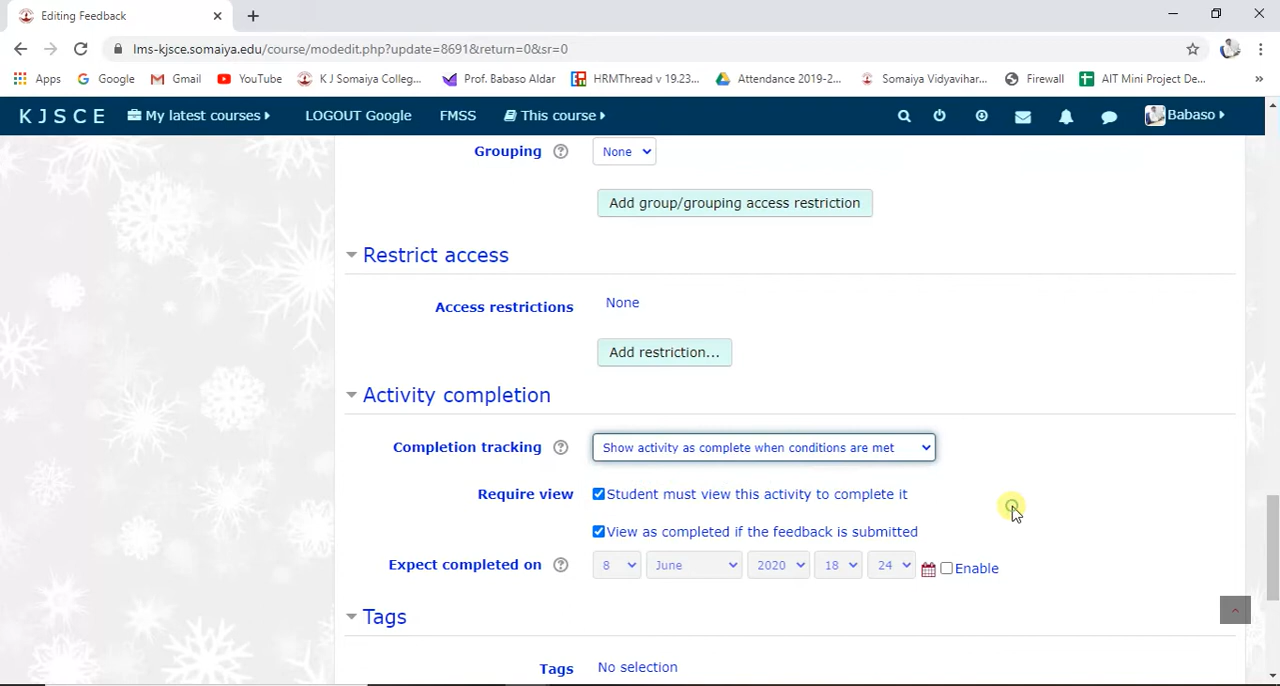 Editing Feedback
lms-kjsce.somaiya.edu/course/modedit.php?update=8691&return=0&sr=0
Apps Google Gmail YouTube K J Somaiya Colleg... Prof. Babaso Aldar HRMThread v 19.23... Attendance 2019-2... Somaiya Vidyavihar... Firewall AIT Mini Project De... »
KJSCE My latest courses LOGOUT Google FMSS This course Babaso
Grouping None
Add group/grouping access restriction
Restrict access
Access restrictions None
Add restriction...
Activity completion
Completion tracking Show activity as complete when conditions are met
Require view Student must view this activity to complete it
View as completed if the feedback is submitted
Expect completed on 8 June 2020 18 24 Enable
Tags
Tags No selection